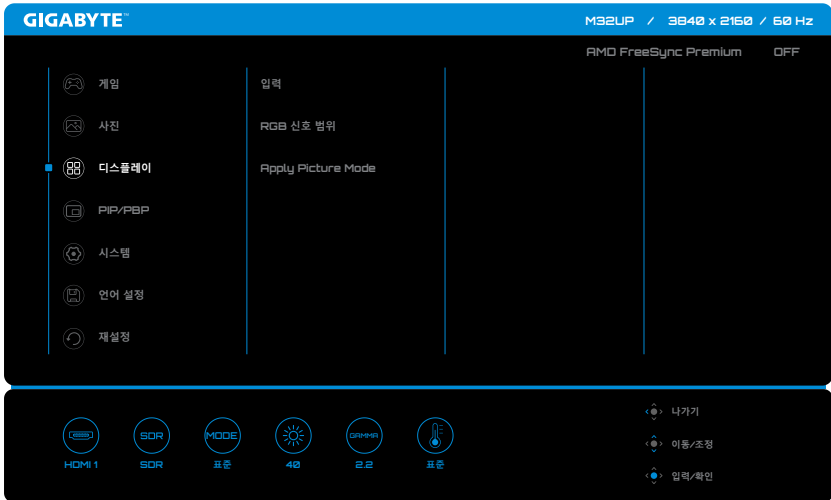 GIGABYTE™
M32UP / 3840 x 2160 / 60 Hz
AMD FreeSync Premium OFF
게임 입력
사진 RGB 신호 범위
디스플레이 Apply Picture Mode
PIP/PBP
시스템
언어 설정
재설정
나가기
이동/조정
입력/확인
SDR MODE GAMMA
HDMI 1 SDR 표준 40 2.2 표준